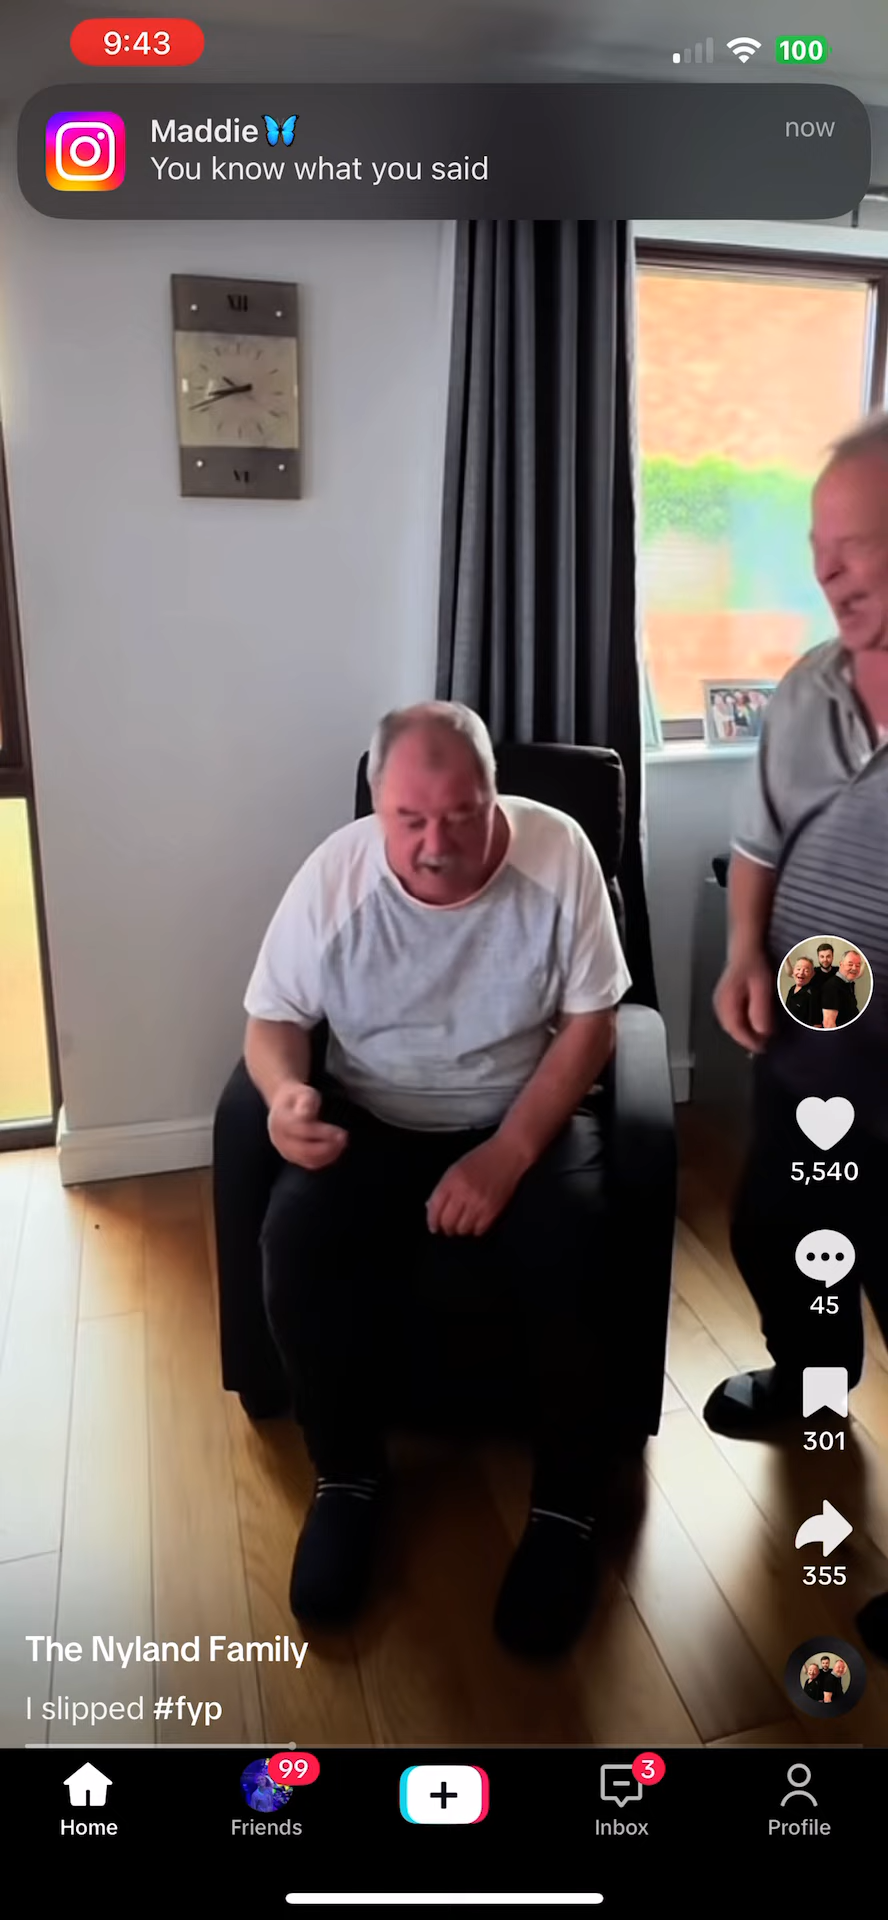 9:43
100
Maddie🦋
now
You know what you said
XII
VI
5,540
45
301
355
The Nyland Family
I slipped #fyp
99
3
Home
Friends
Inbox
Profile